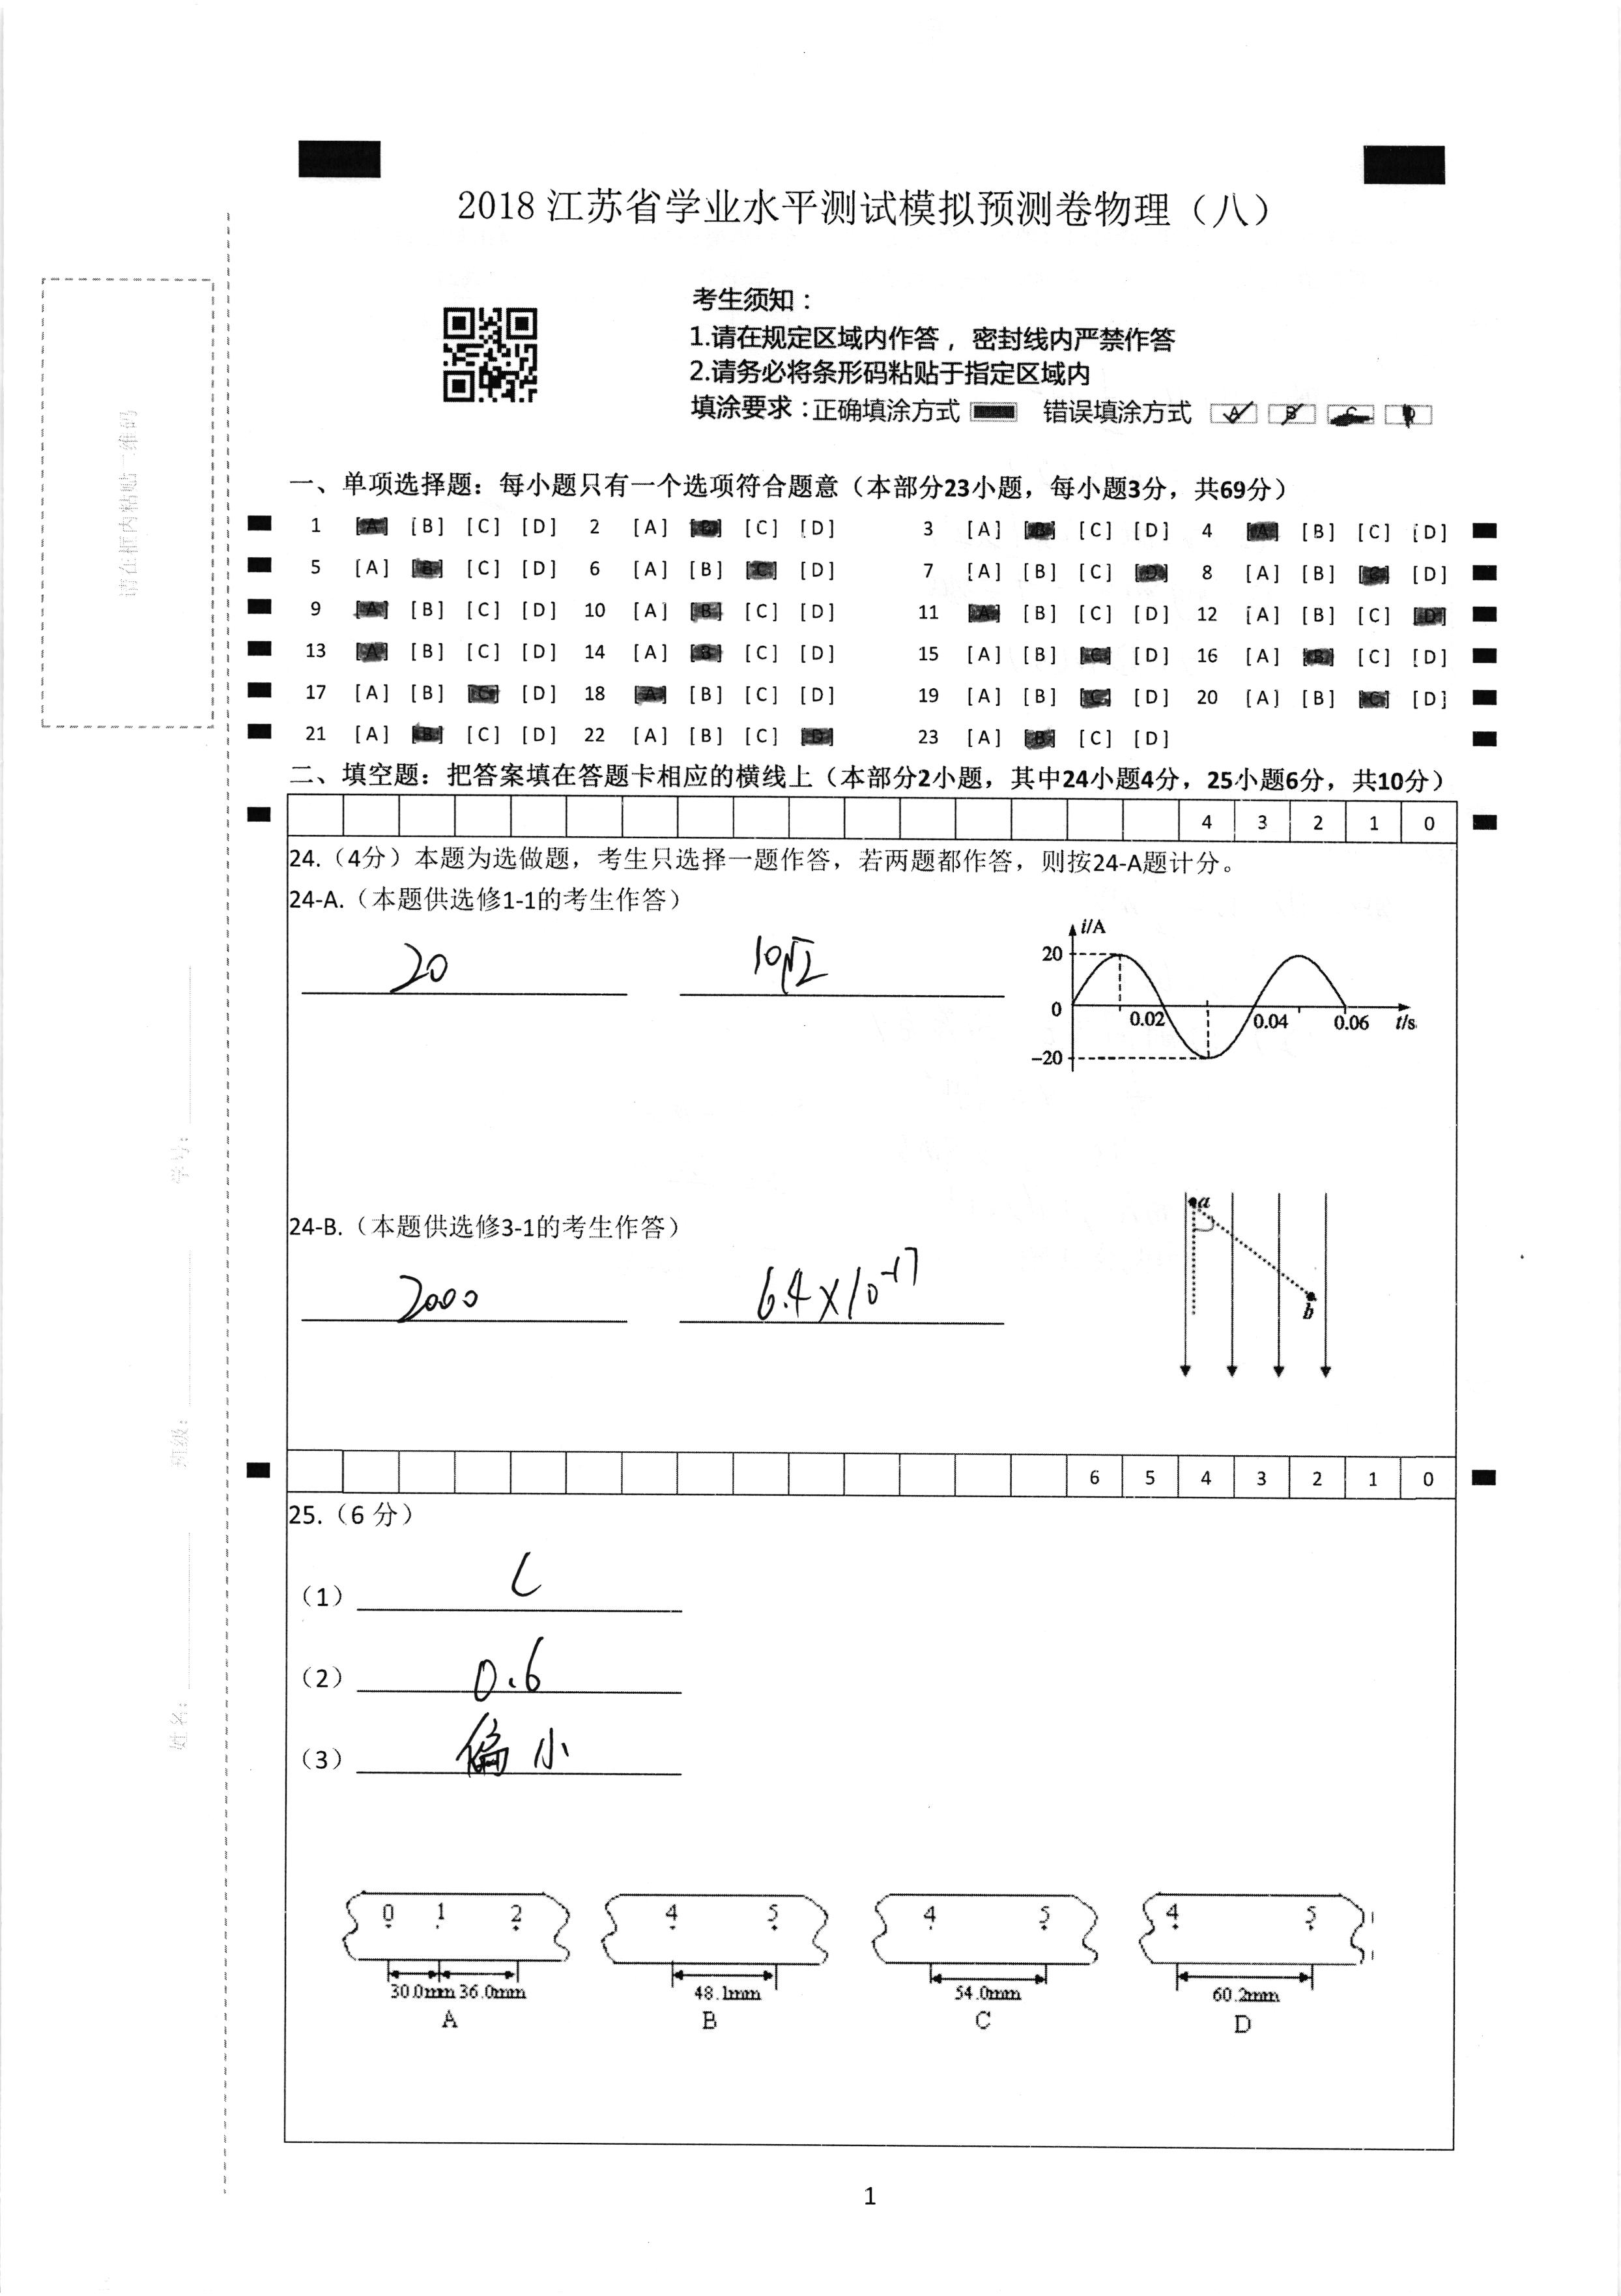 2018江苏省学业水平测试模拟预测卷物理（八）
考生须知：
1.请在规定区域内作答，密封线内严禁作答
2.请务必将条形码粘贴于指定区域内
填涂要求：正确填涂方式 错误填涂方式 A B C D
请在框内粘贴二维码
一、单项选择题：每小题只有一个选项符合题意（本部分23小题，每小题3分，共69分）
1 [A] [B] [C] [D] 2 [A] [B] [C] [D] 3 [A] [B] [C] [D] 4 [A] [B] [C] [D]
5 [A] [B] [C] [D] 6 [A] [B] [C] [D] 7 [A] [B] [C] [D] 8 [A] [B] [C] [D]
9 [A] [B] [C] [D] 10 [A] [B] [C] [D] 11 [A] [B] [C] [D] 12 [A] [B] [C] [D]
13 [A] [B] [C] [D] 14 [A] [B] [C] [D] 15 [A] [B] [C] [D] 16 [A] [B] [C] [D]
17 [A] [B] [C] [D] 18 [A] [B] [C] [D] 19 [A] [B] [C] [D] 20 [A] [B] [C] [D]
21 [A] [B] [C] [D] 22 [A] [B] [C] [D] 23 [A] [B] [C] [D]
二、填空题：把答案填在答题卡相应的横线上（本部分2小题，其中24小题4分，25小题6分，共10分）
4 3 2 1 0
24.（4分）本题为选做题，考生只选择一题作答，若两题都作答，则按24-A题计分。
24-A.（本题供选修1-1的考生作答）
20 10√2
i/A
20
0 0.02 0.04 0.06 t/s
-20
学号：
24-B.（本题供选修3-1的考生作答）
2000 6.4×10⁻¹⁷
a
b
班级：
6 5 4 3 2 1 0
25.（6 分）
（1） C
（2） 0.6
（3） 偏小
姓名：
0 1 2 4 5 4 5 4 5
30.0mm 36.0mm 48.1mm 54.0mm 60.2mm
A B C D
1